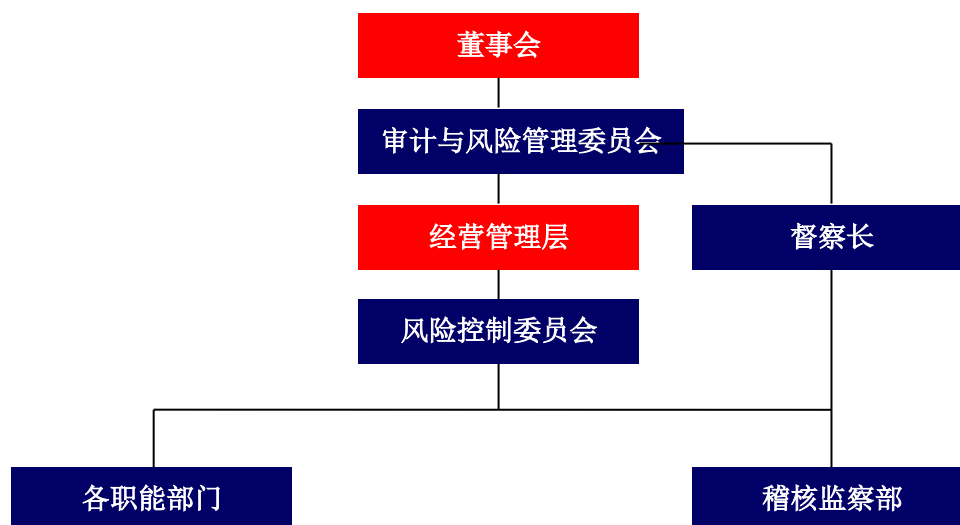 董事会
审计与风险管理委员会
经营管理层
督察长
风险控制委员会
各职能部门
稽核监察部